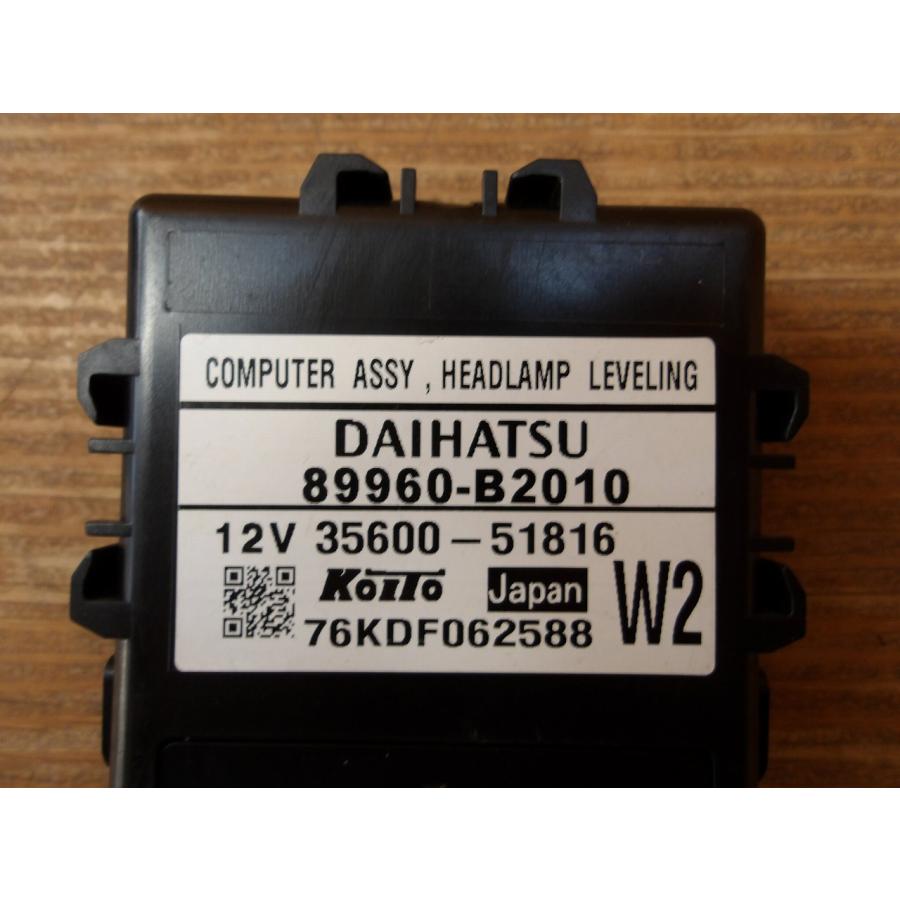 COMPUTER ASSY , HEADLAMP LEVELING
DAIHATSU
89960-B2010
12V 35600-51816
KOITO Japan W2
76KDF062588